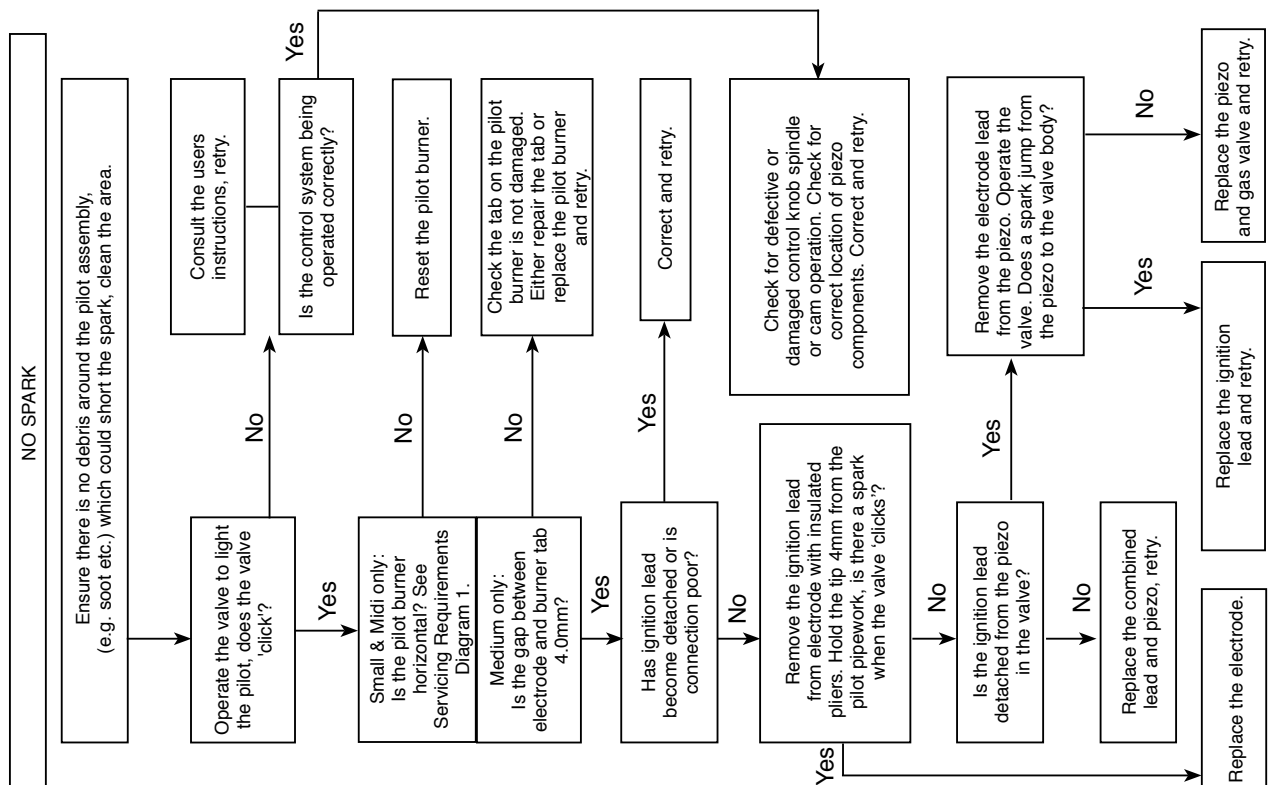 NO SPARK
Ensure there is no debris around the pilot assembly,
(e.g. soot etc.) which could short the spark, clean the area.
Operate the valve to light
the pilot, does the valve
'click'?
No
Consult the users
instructions, retry.
Is the control system being
operated correctly?
Yes
Yes
Small & Midi only:
Is the pilot burner
horizontal? See
Servicing Requirements
Diagram 1.
No
Reset the pilot burner.
Medium only:
Is the gap between
electrode and burner tab
4.0mm?
No
Check the tab on the pilot
burner is not damaged.
Either repair the tab or
replace the pilot burner
and retry.
Yes
Has ignition lead
become detached or is
connection poor?
Yes
Correct and retry.
No
Remove the ignition lead
from electrode with insulated
pliers. Hold the tip 4mm from the
pilot pipework, is there a spark
when the valve 'clicks'?
Check for defective or
damaged control knob spindle
or cam operation. Check for
correct location of piezo
components. Correct and retry.
Yes
No
Is the ignition lead
detached from the piezo
in the valve?
Yes
Remove the electrode lead
from the piezo. Operate the
valve. Does a spark jump from
the piezo to the valve body?
No
Replace the combined
lead and piezo, retry.
Yes
No
Replace the electrode.
Replace the ignition
lead and retry.
Replace the piezo
and gas valve and retry.